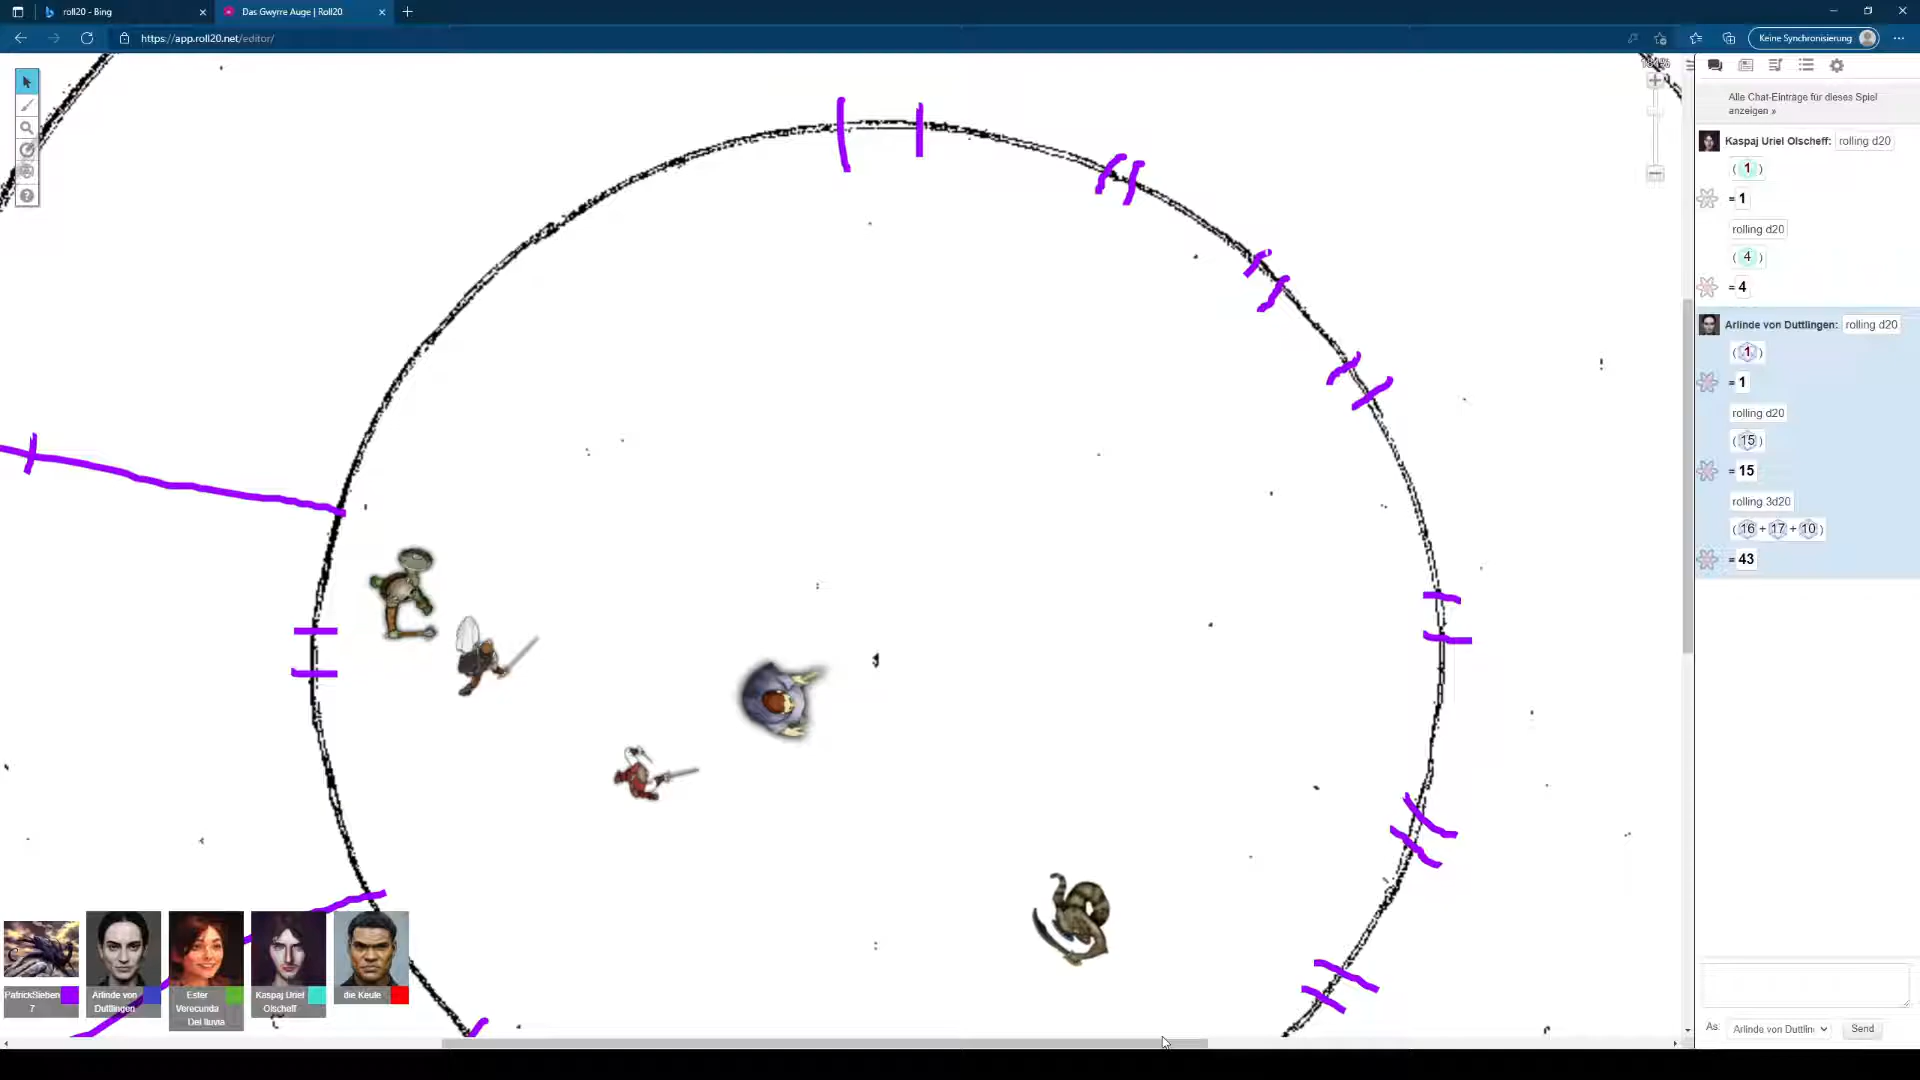 roll20 - Bing
Das Gwyrre Auge | Roll20
https://app.roll20.net/editor/
Keine Synchronisierung
Alle Chat-Einträge für dieses Spiel
anzeigen »
Kaspaj Uriel Olscheff: rolling d20
(1)
= 1
rolling d20
(4)
= 4
Arlinde von Duttlingen: rolling d20
(1)
= 1
rolling d20
(15)
= 15
rolling 3d20
(16+17+10)
= 43
PatrickSieben
7
Arlinde von
Duttlingen
Ester
Verecunda
Del lluvia
Kaspaj Uriel
Olscheff
die Keule
As:
Arlinde von Duttlin
Send